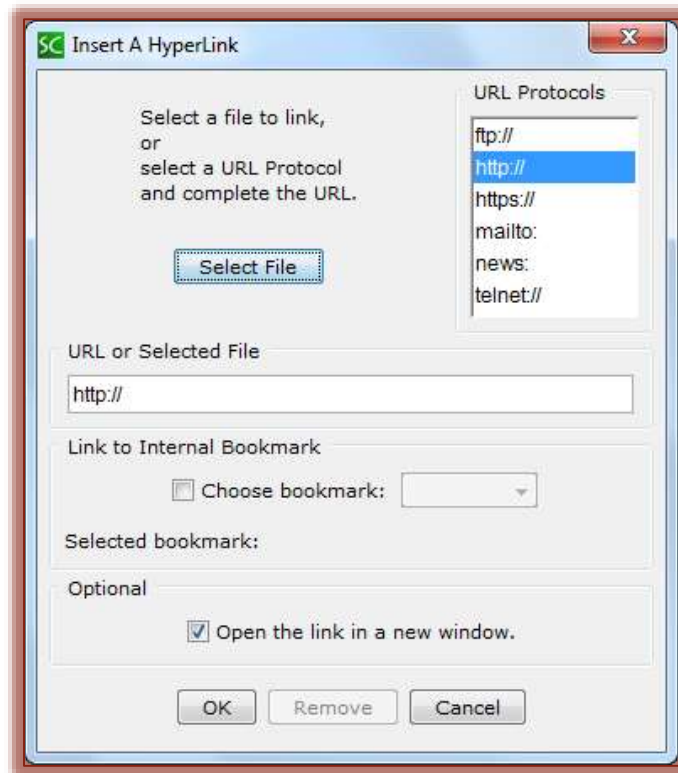 SC Insert A HyperLink
X
Select a file to link,
or
select a URL Protocol
and complete the URL.
Select File
URL Protocols
ftp://
http://
https://
mailto:
news:
telnet://
URL or Selected File
http://
Link to Internal Bookmark
Choose bookmark:
Selected bookmark:
Optional
Open the link in a new window.
OK Remove Cancel